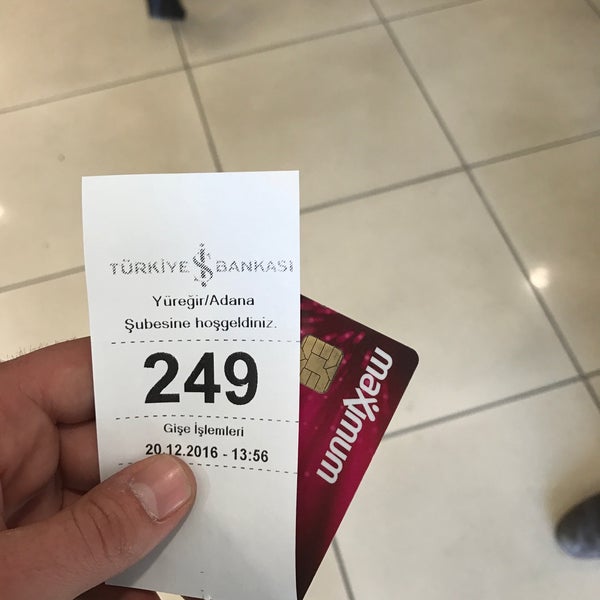 TÜRKİYE İŞ BANKASI
Yüreğir/Adana
Şubesine hoşgeldiniz.
249
Gişe İşlemleri
20.12.2016 - 13:56
maximum